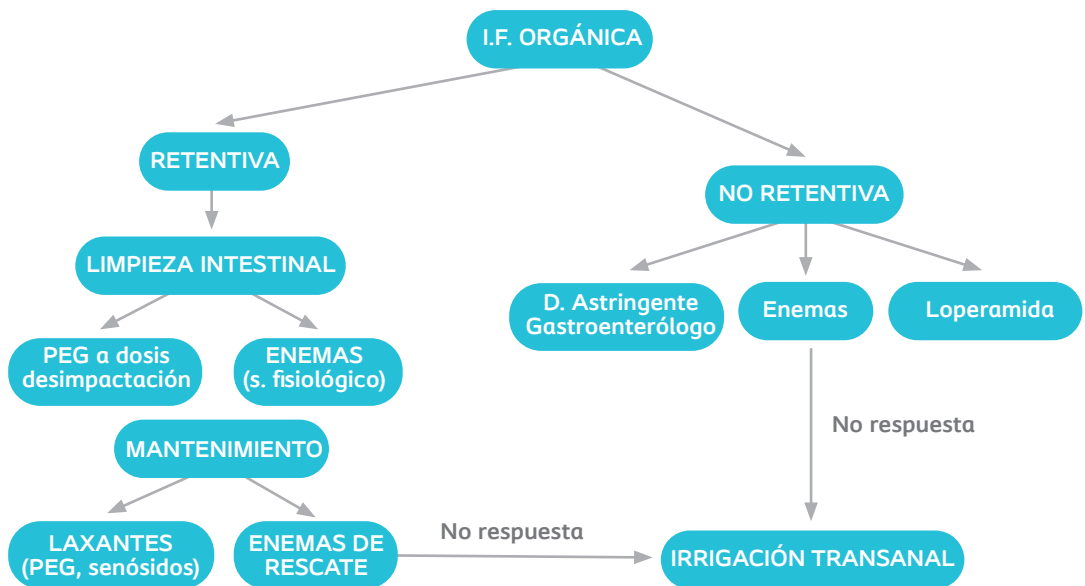 I.F. ORGÁNICA
RETENTIVA
NO RETENTIVA
LIMPIEZA INTESTINAL
D. Astringente
Gastroenterólogo
Enemas
Loperamida
PEG a dosis
desimpactación
ENEMAS
(s. fisiológico)
No respuesta
MANTENIMIENTO
LAXANTES
(PEG, senósidos)
ENEMAS DE
RESCATE
No respuesta
IRRIGACIÓN TRANSANAL